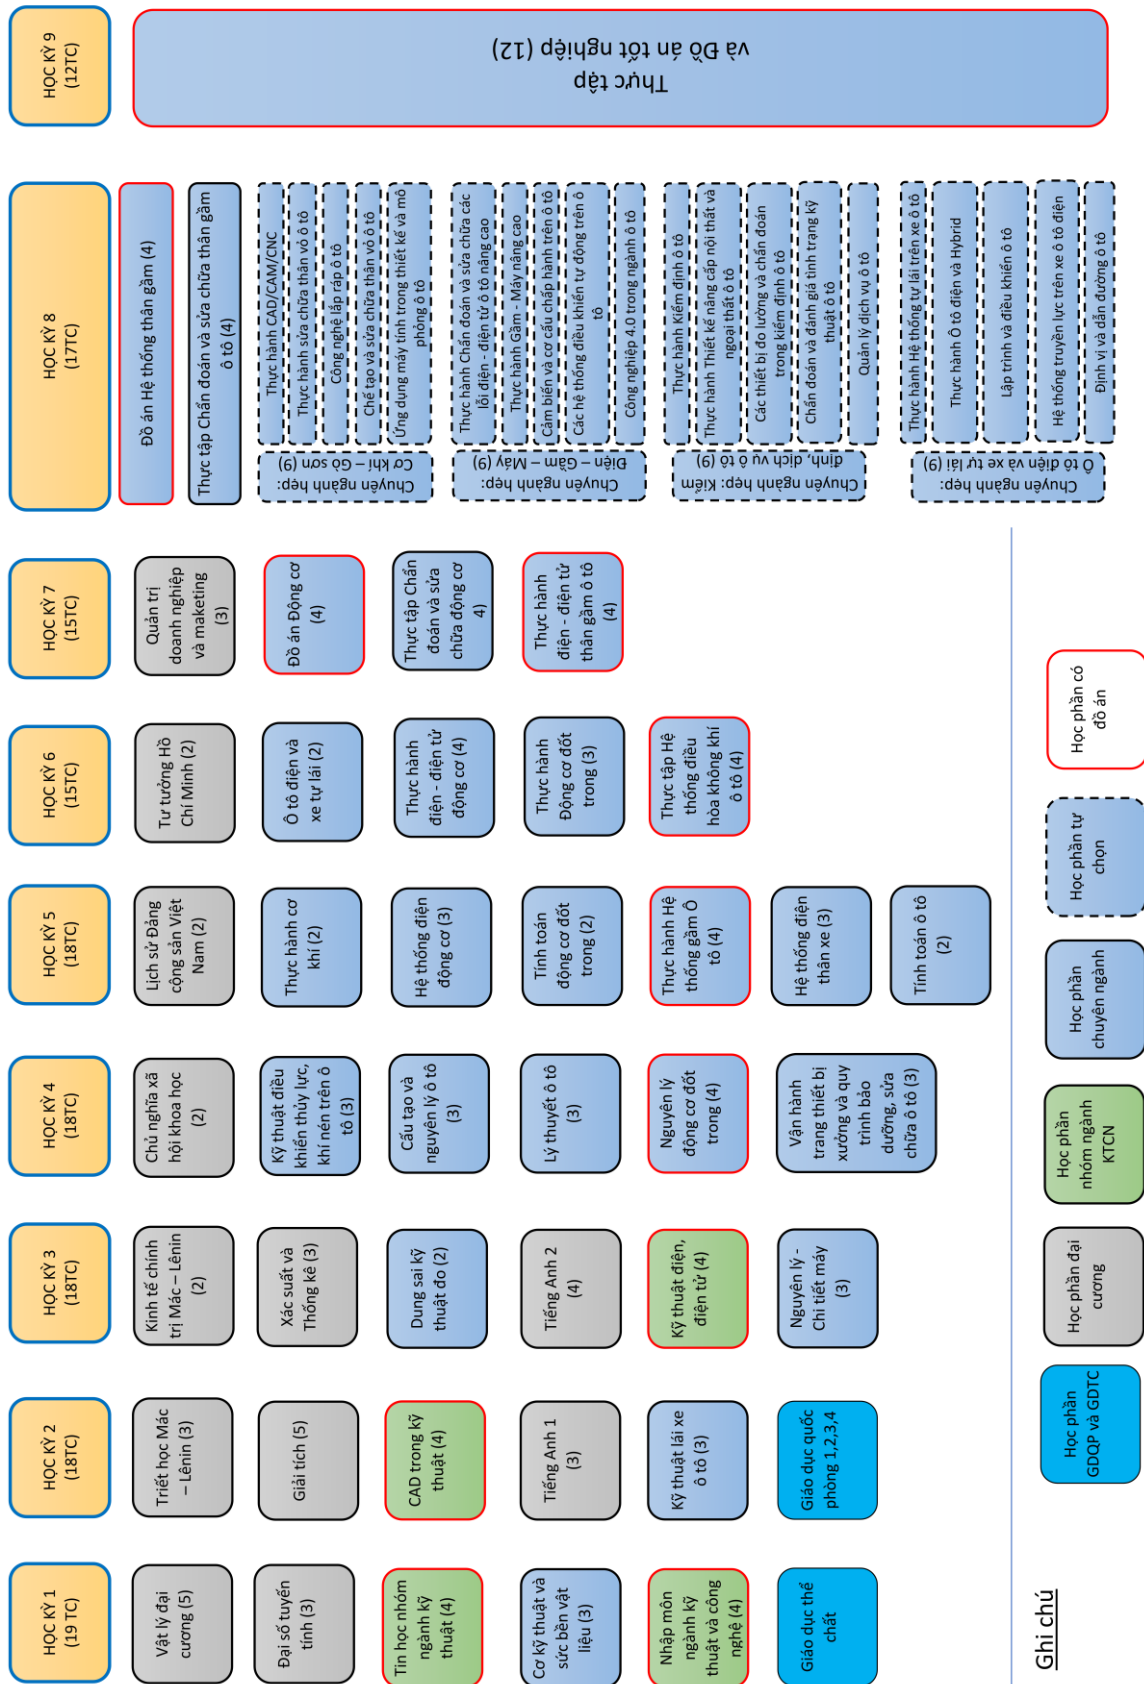 HỌC KỲ 1
(19 TC)
Vật lý đại
cương (5)
Đại số tuyến
tính (3)
Tin học nhóm
ngành kỹ
thuật (4)
Cơ kỹ thuật và
sức bền vật
liệu (3)
Nhập môn
ngành kỹ
thuật và công
nghệ (4)
Giáo dục thể
chất
HỌC KỲ 2
(18TC)
Triết học Mác
– Lênin (3)
Giải tích (5)
CAD trong kỹ
thuật (4)
Tiếng Anh 1
(3)
Kỹ thuật lái xe
ô tô (3)
Giáo dục quốc
phòng 1,2,3,4
HỌC KỲ 3
(18TC)
Kinh tế chính
trị Mác – Lênin
(2)
Xác suất và
Thống kê (3)
Dung sai kỹ
thuật đo (2)
Tiếng Anh 2
(4)
Kỹ thuật điện,
điện tử (4)
Nguyên lý -
Chi tiết máy
(3)
HỌC KỲ 4
(18TC)
Chủ nghĩa xã
hội khoa học
(2)
Kỹ thuật điều
khiển thủy lực,
khí nén trên ô
tô (3)
Cấu tạo và
nguyên lý ô tô
(3)
Lý thuyết ô tô
(3)
Nguyên lý
động cơ đốt
trong (4)
Vận hành
trang thiết bị
xưởng và quy
trình bảo
dưỡng, sửa
chữa ô tô (3)
HỌC KỲ 5
(18TC)
Lịch sử Đảng
cộng sản Việt
Nam (2)
Thực hành cơ
khí (2)
Hệ thống điện
động cơ (3)
Tính toán
động cơ đốt
trong (2)
Thực hành Hệ
thống gầm Ô
tô (4)
Hệ thống điện
thân xe (3)
Tính toán ô tô
(2)
HỌC KỲ 6
(15TC)
Tư tưởng Hồ
Chí Minh (2)
Ô tô điện và
xe tự lái (2)
Thực hành
điện - điện tử
động cơ (4)
Thực hành
Động cơ đốt
trong (3)
Thực tập Hệ
thống điều
hòa không khí
ô tô (4)
HỌC KỲ 7
(15TC)
Quản trị
doanh nghiệp
và maketing
(3)
Đồ án Động cơ
(4)
Thực tập Chẩn
đoán và sửa
chữa động cơ
4)
Thực hành
điện - điện tử
thân gầm ô tô
(4)
HỌC KỲ 8
(17TC)
Đồ án Hệ thống thân gầm (4)
Thực tập Chẩn đoán và sửa chữa thân gầm
ô tô (4)
Chuyên ngành hẹp:
Cơ khí – Gò sơn (9)
Thực hành CAD/CAM/CNC
Thực hành sửa chữa thân vỏ ô tô
Công nghệ lắp ráp ô tô
Chế tạo và sửa chữa thân vỏ ô tô
Ứng dụng máy tính trong thiết kế và mô
phỏng ô tô
Chuyên ngành hẹp:
Điện – Gầm – Máy (9)
Thực hành Chẩn đoán và sửa chữa các
lỗi điện - điện tử ô tô nâng cao
Thực hành Gầm - Máy nâng cao
Cảm biến và cơ cấu chấp hành trên ô tô
Các hệ thống điều khiển tự động trên ô
tô
Công nghiệp 4.0 trong ngành ô tô
Chuyên ngành hẹp: Kiểm
định, dịch vụ ô tô (9)
Thực hành Kiểm định ô tô
Thực hành Thiết kế nâng cấp nội thất và
ngoại thất ô tô
Các thiết bị đo lường và chẩn đoán
trong kiểm định ô tô
Chẩn đoán và đánh giá tình trạng kỹ
thuật ô tô
Quản lý dịch vụ ô tô
Chuyên ngành hẹp:
Ô tô điện và xe tự lái (9)
Thực hành Hệ thống tự lái trên xe ô tô
Thực hành Ô tô điện và Hybrid
Lập trình và điều khiển ô tô
Hệ thống truyền lực trên xe ô tô điện
Định vị và dẫn đường ô tô
HỌC KỲ 9
(12TC)
Thực tập
và Đồ án tốt nghiệp (12)
Ghi chú
Học phần
GDQP và GDTC
Học phần đại
cương
Học phần
nhóm ngành
KTCN
Học phần
chuyên ngành
Học phần tự
chọn
Học phần có
đồ án